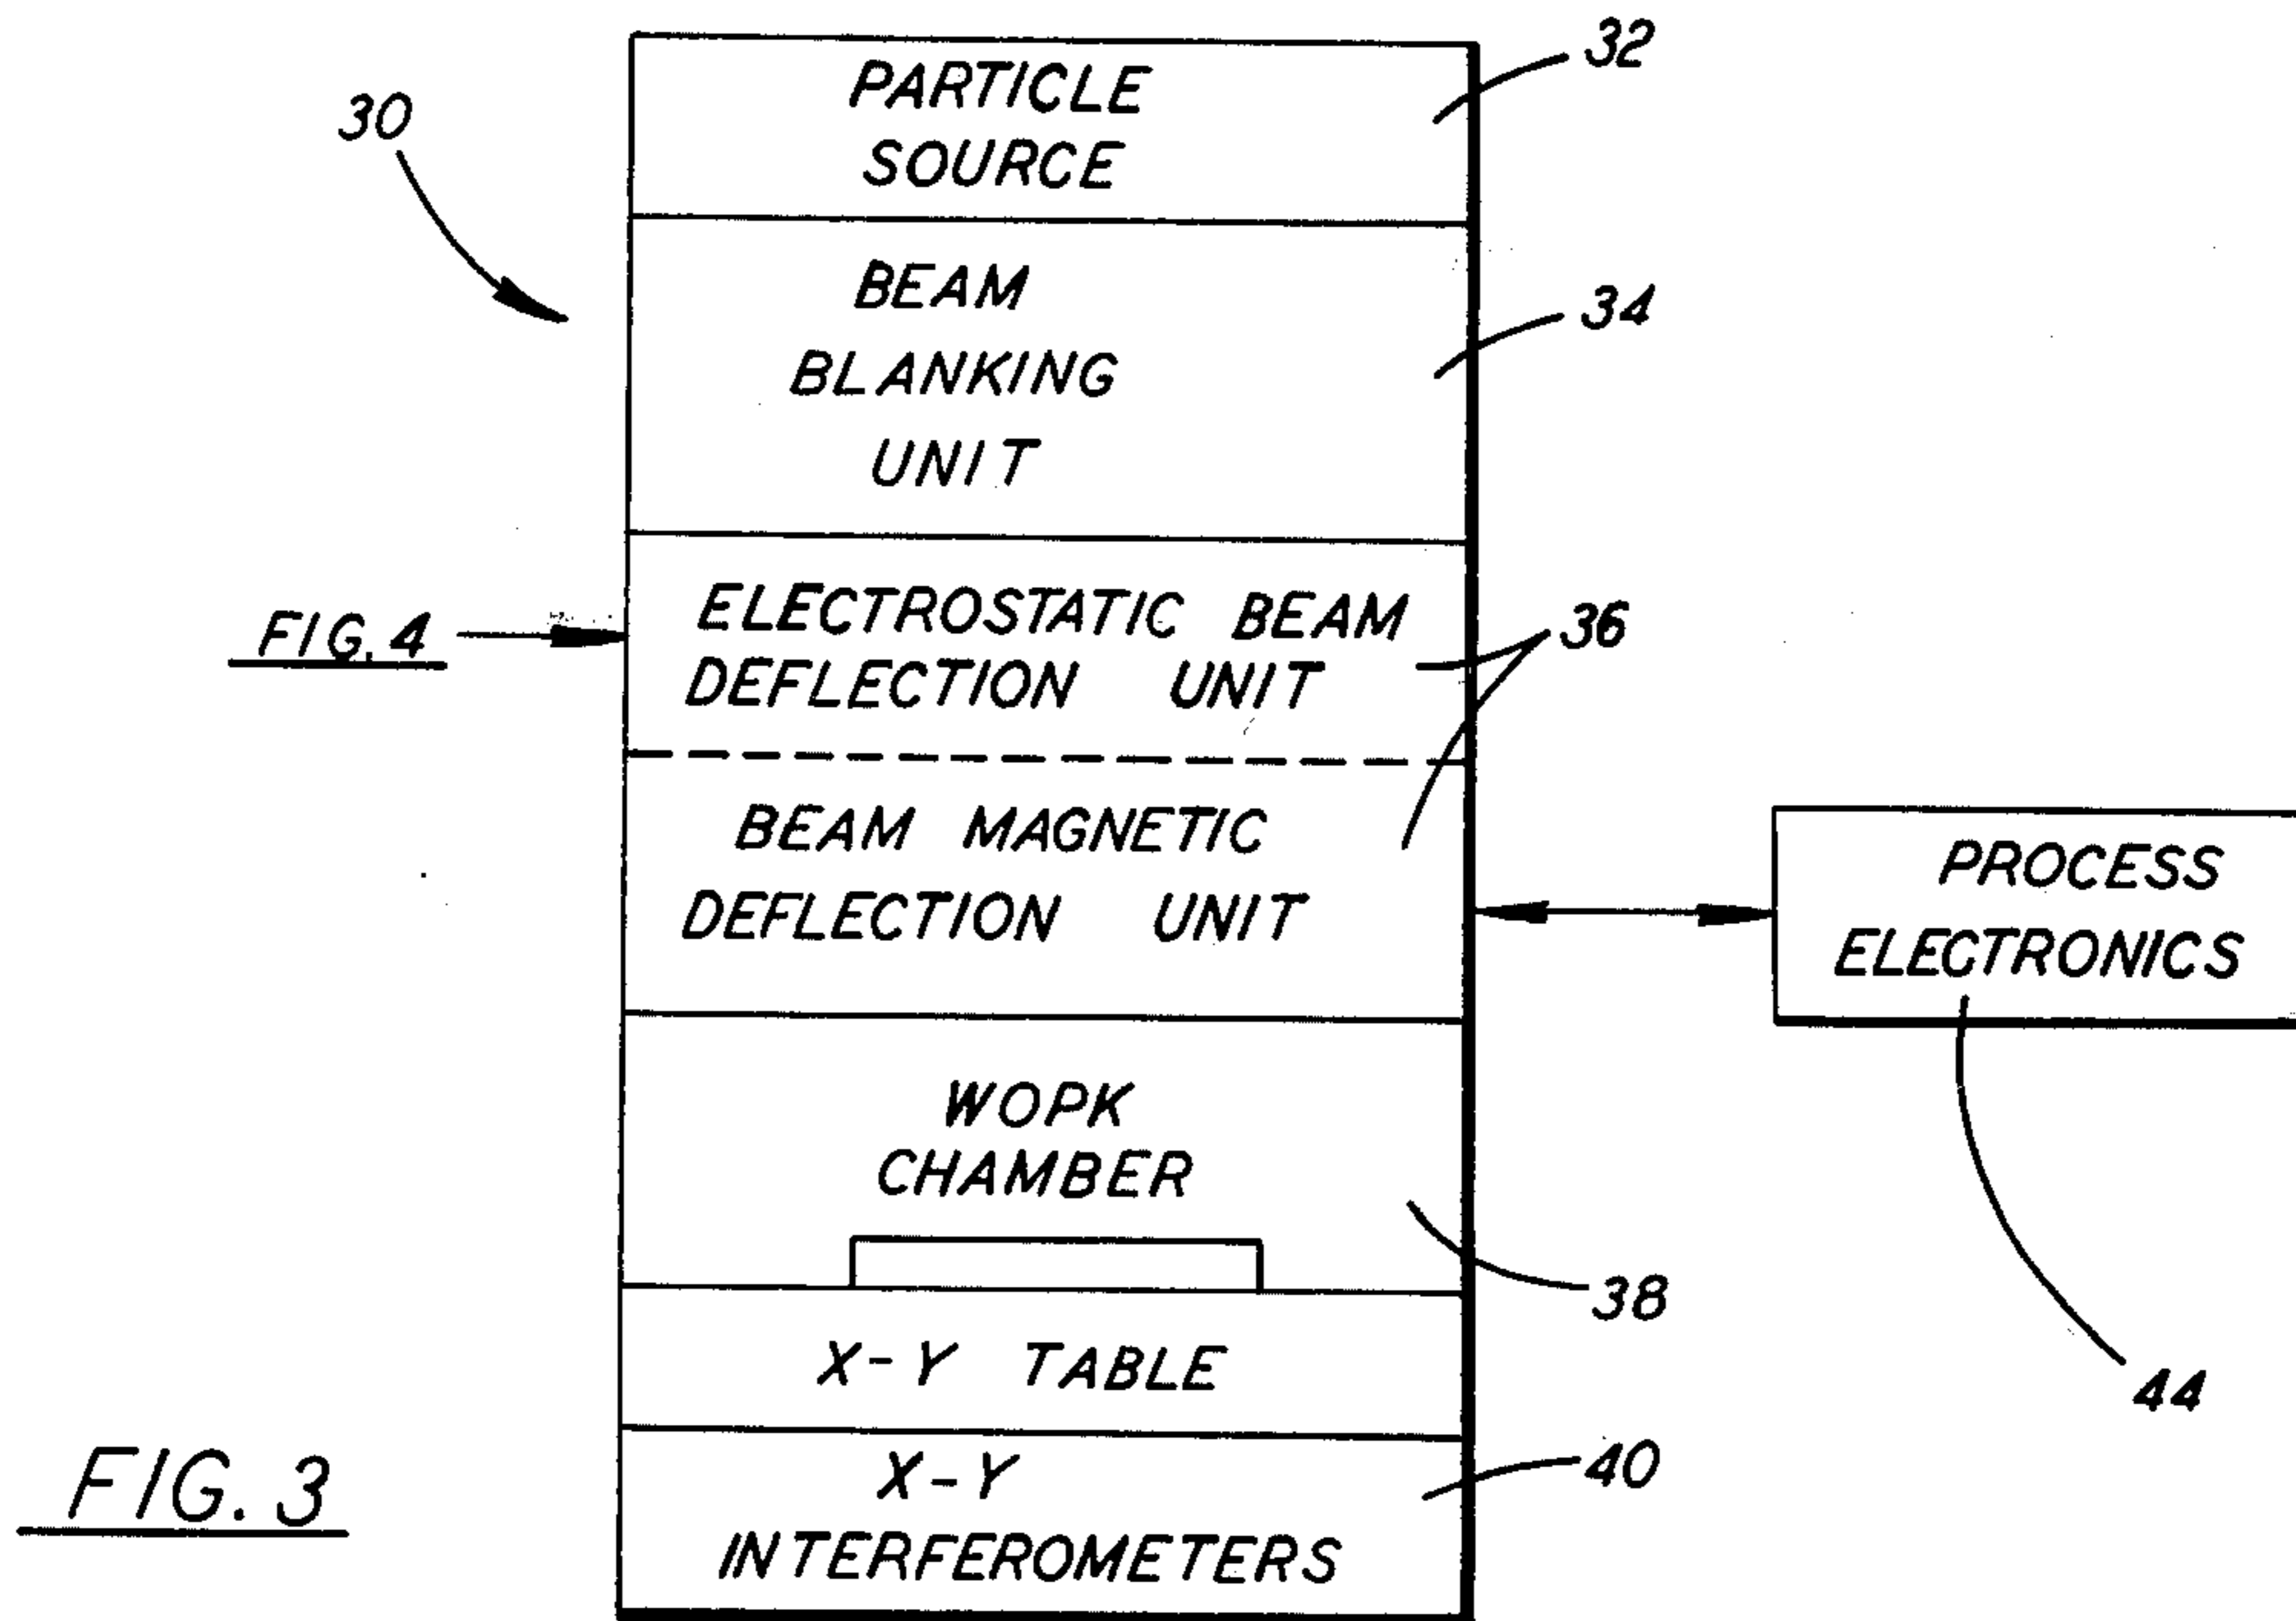 30
PARTICLE
SOURCE
32
BEAM
BLANKING
UNIT
34
FIG. 4
ELECTROSTATIC BEAM
DEFLECTION UNIT
36
BEAM MAGNETIC
DEFLECTION UNIT
PROCESS
ELECTRONICS
44
WOPK
CHAMBER
38
X-Y TABLE
X-Y
INTERFEROMETERS
40
FIG. 3